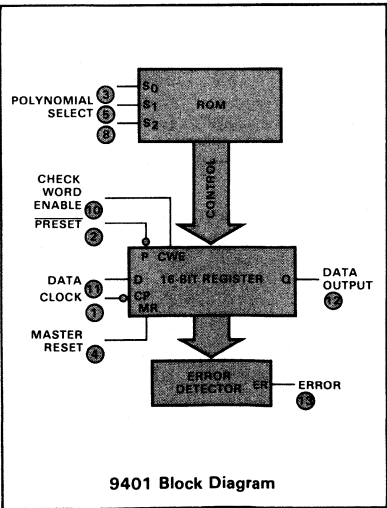 S0
3
POLYNOMIAL
SELECT
S1
5
S2
8
ROM
CONTROL
CHECK
WORD
ENABLE
10
PRESET
2
P CWE
DATA
11
D
16-BIT REGISTER
Q
DATA
OUTPUT
12
CLOCK
1
CP
MR
MASTER
RESET
4
ERROR
DETECTOR
ER
ERROR
13
9401 Block Diagram